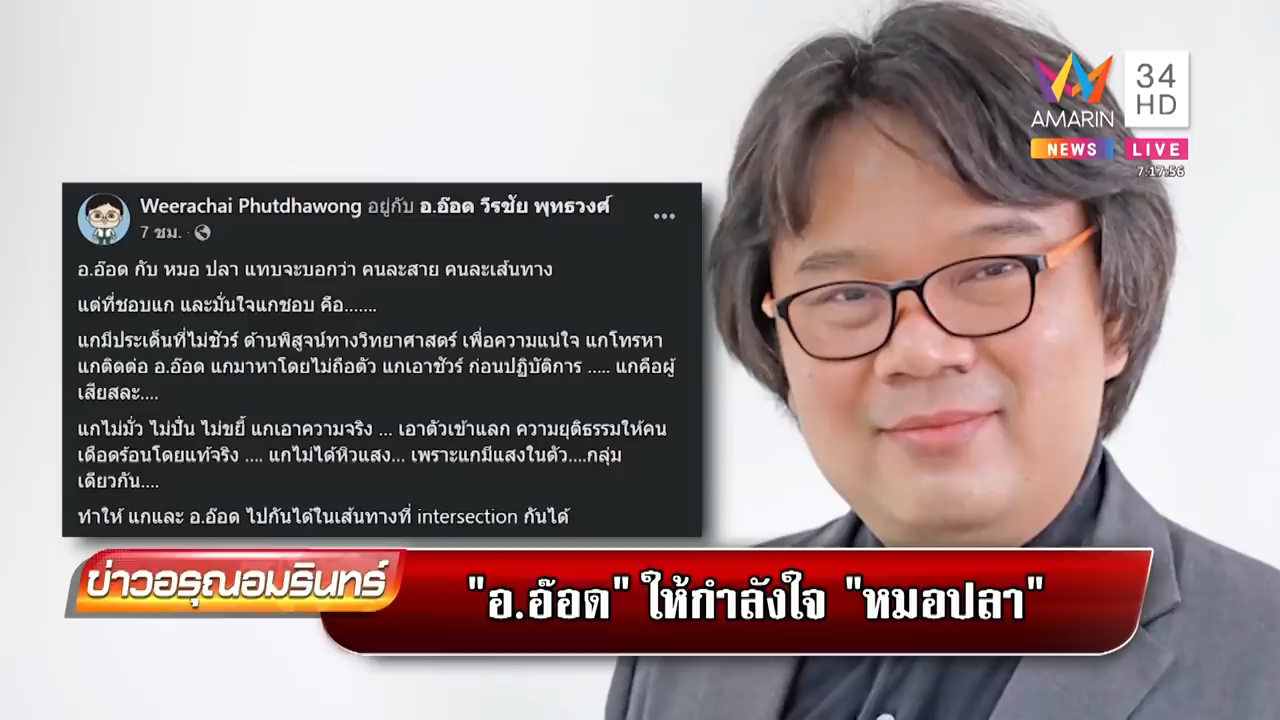 AMARIN
34
HD
NEWS LIVE
7:17:56
Weerachai Phutdhawong อยู่กับ อ.อ๊อด วีรชัย พุทธวงศ์
7 ชม.
อ.อ๊อด กับ หมอ ปลา แทบจะบอกว่า คนละสาย คนละเส้นทาง
แต่ที่ชอบแก และมั่นใจแกชอบ คือ.......
แกมีประเด็นที่ไม่ชัวร์ ด้านพิสูจน์ทางวิทยาศาสตร์ เพื่อความแน่ใจ แกโทรหา
แกติดต่อ อ.อ๊อด แกมาหาโดยไม่ถือตัว แกเอาชัวร์ ก่อนปฏิบัติการ ..... แกคือผู้
เสียสละ....
แกไม่มั่ว ไม่ปั่น ไม่ขยี้ แกเอาความจริง ... เอาตัวเข้าแลก ความยุติธรรมให้คน
เดือดร้อนโดยแท้จริง .... แกไม่ได้หิวแสง... เพราะแกมีแสงในตัว....กลุ่ม
เดียวกัน....
ทำให้ แกและ อ.อ๊อด ไปกันได้ในเส้นทางที่ intersection กันได้
ข่าวอรุณอมรินทร์
"อ.อ๊อด" ให้กำลังใจ "หมอปลา"